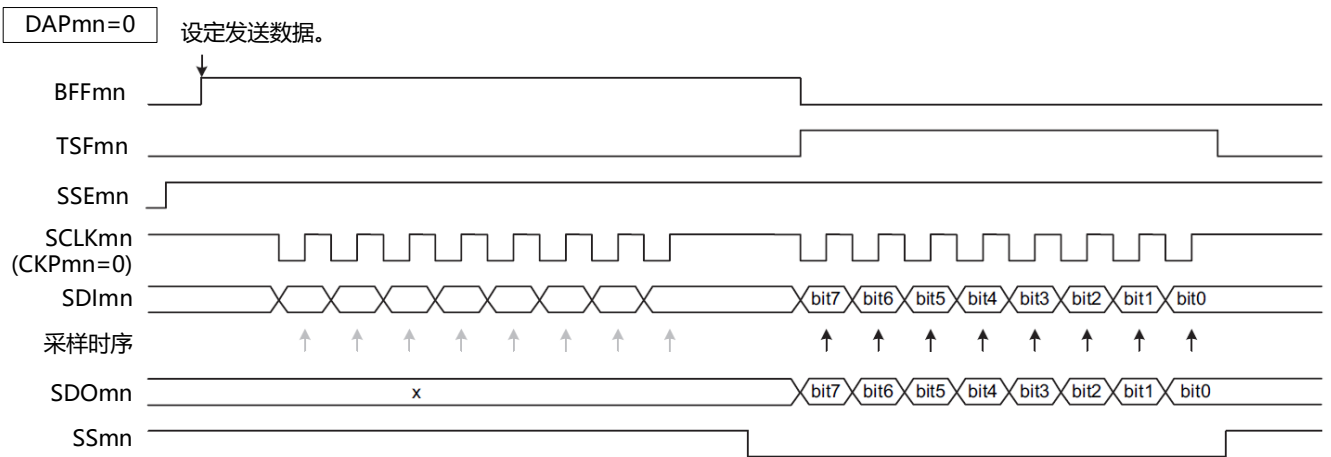 DAPmn=0
设定发送数据。
BFFmn
TSFmn
SSEmn
SCLKmn
(CKPmn=0)
SDImn
bit7 bit6 bit5 bit4 bit3 bit2 bit1 bit0
采样时序
SDOmn
x
bit7 bit6 bit5 bit4 bit3 bit2 bit1 bit0
SSmn